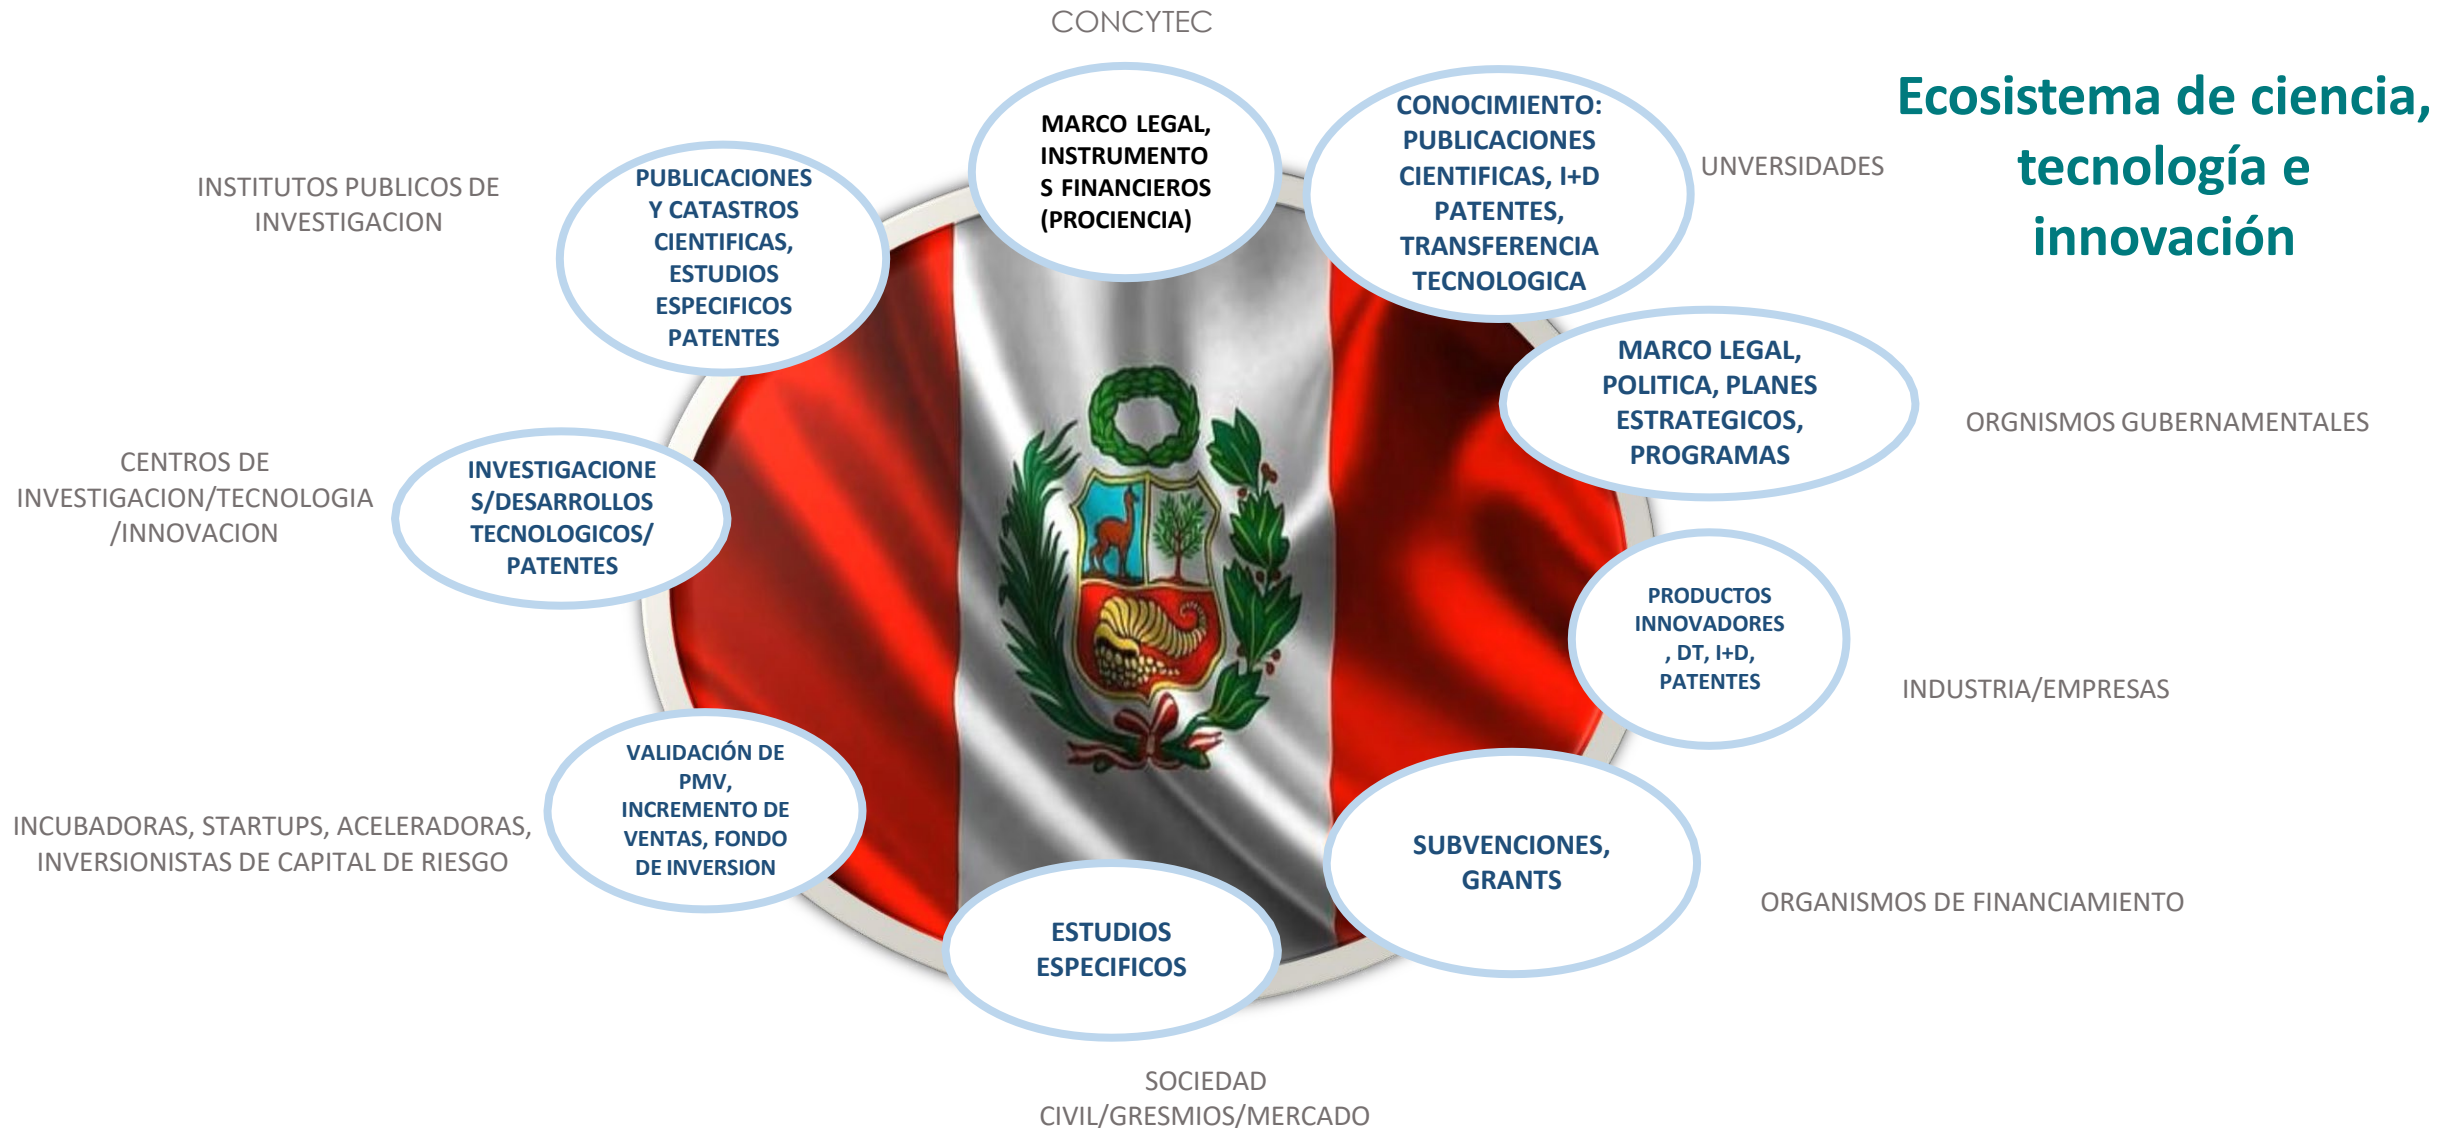 CONCYTEC
Ecosistema de ciencia,
tecnología e
innovación
MARCO LEGAL,
INSTRUMENTO
S FINANCIEROS
(PROCIENCIA)
CONOCIMIENTO:
PUBLICACIONES
CIENTIFICAS, I+D
PATENTES,
TRANSFERENCIA
TECNOLOGICA
UNVERSIDADES
INSTITUTOS PUBLICOS DE
INVESTIGACION
PUBLICACIONES
Y CATASTROS
CIENTIFICAS,
ESTUDIOS
ESPECIFICOS
PATENTES
MARCO LEGAL,
POLITICA, PLANES
ESTRATEGICOS,
PROGRAMAS
ORGNISMOS GUBERNAMENTALES
CENTROS DE
INVESTIGACION/TECNOLOGIA
/INNOVACION
INVESTIGACIONE
S/DESARROLLOS
TECNOLOGICOS/
PATENTES
PRODUCTOS
INNOVADORES
, DT, I+D,
PATENTES
INDUSTRIA/EMPRESAS
INCUBADORAS, STARTUPS, ACELERADORAS,
INVERSIONISTAS DE CAPITAL DE RIESGO
VALIDACIÓN DE
PMV,
INCREMENTO DE
VENTAS, FONDO
DE INVERSION
SUBVENCIONES,
GRANTS
ORGANISMOS DE FINANCIAMIENTO
ESTUDIOS
ESPECIFICOS
SOCIEDAD
CIVIL/GRESMIOS/MERCADO